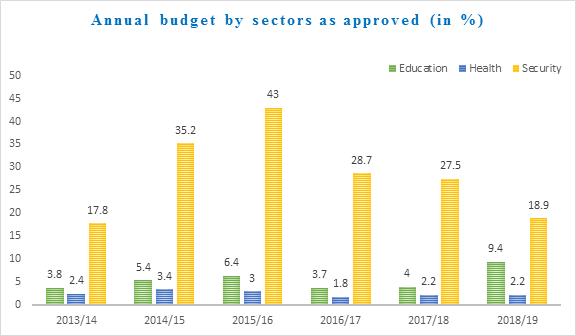 Annual budget by sectors as approved (in %)
Education Health Security
50
45
40
35
30
25
20
15
10
5
0
3.8 2.4 17.8
5.4 3.4 35.2
6.4 3 43
3.7 1.8 28.7
4 2.2 27.5
9.4 2.2 18.9
2013/14 2014/15 2015/16 2016/17 2017/18 2018/19